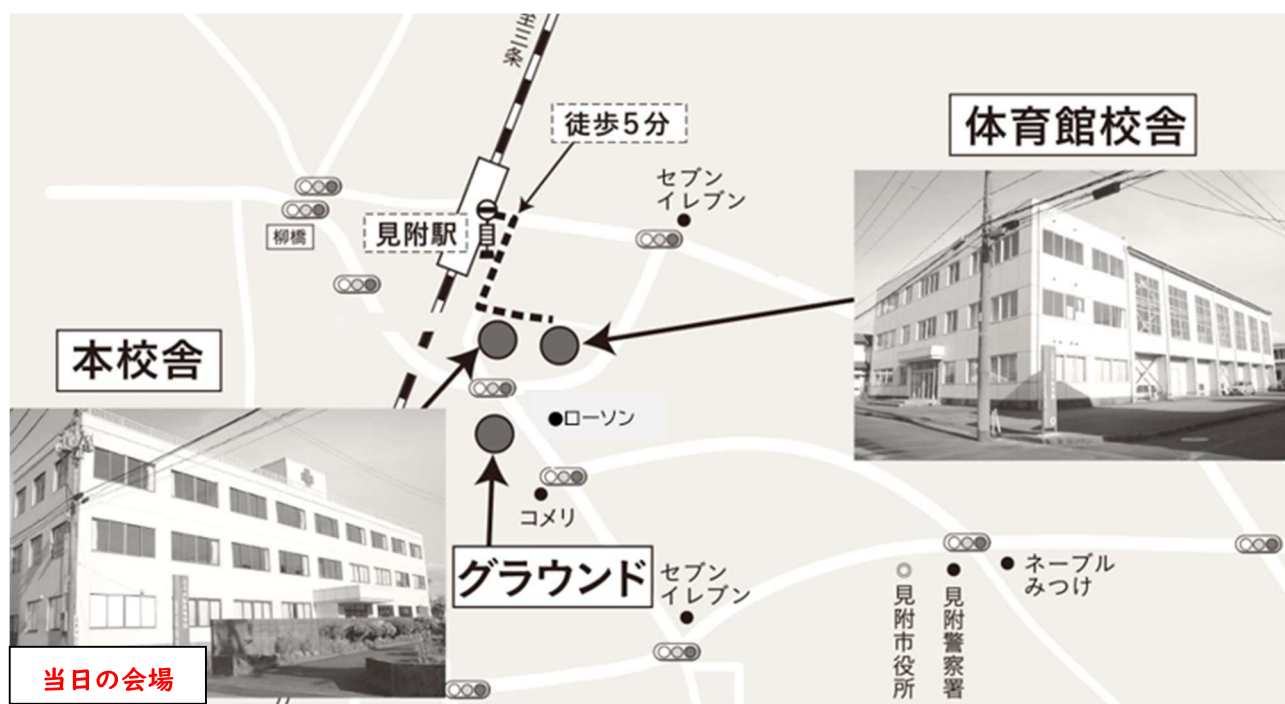 至三条
徒歩5分
体育館校舎
セブン
イレブン
見附駅
自
柳橋
本校舎
ローソン
コメリ
グラウンド
セブン
イレブン
ネーブル
みつけ
見附市役所
見附警察署
当日の会場